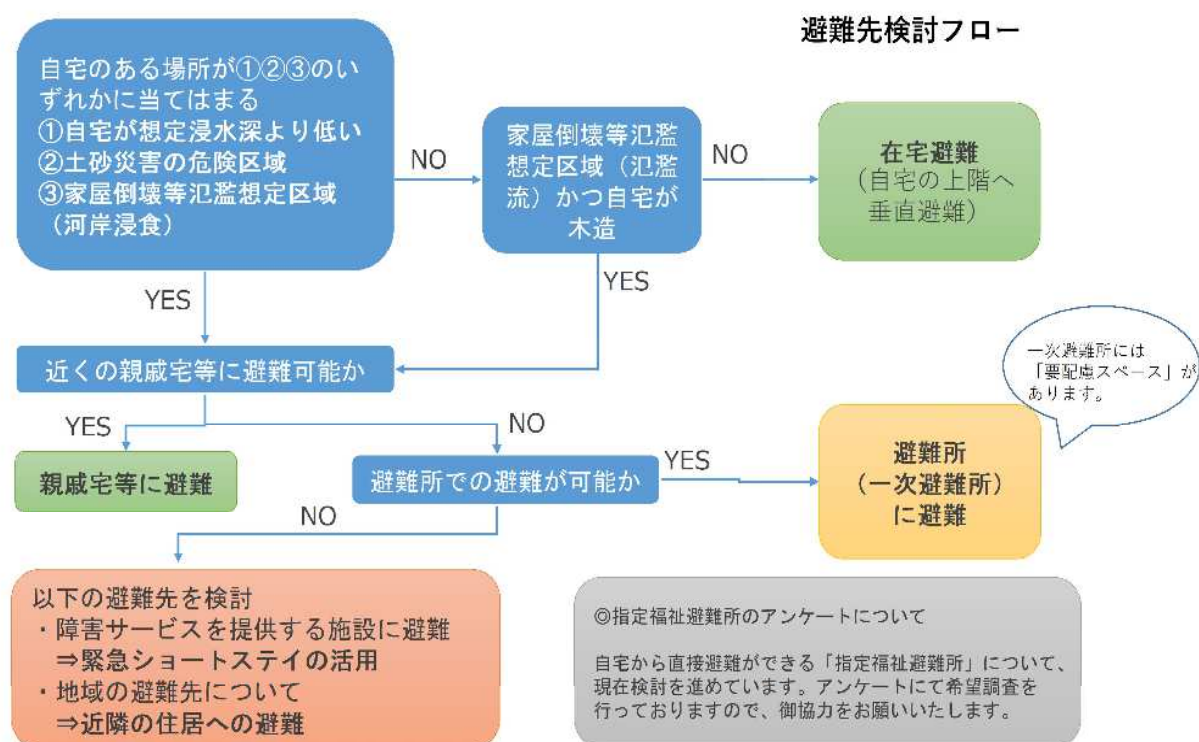 避難先検討フロー
自宅のある場所が①②③のい
ずれかに当てはまる
①自宅が想定浸水深より低い
②土砂災害の危険区域
③家屋倒壊等氾濫想定区域
（河岸浸食）
NO
家屋倒壊等氾濫
想定区域（氾濫
流）かつ自宅が
木造
NO
在宅避難
（自宅の上階へ
垂直避難）
YES
YES
近くの親戚宅等に避難可能か
一次避難所には
「要配慮スペース」が
あります。
YES
NO
親戚宅等に避難
避難所での避難が可能か
YES
避難所
（一次避難所）
に避難
NO
以下の避難先を検討
・障害サービスを提供する施設に避難
⇒緊急ショートステイの活用
・地域の避難先について
⇒近隣の住居への避難
◎指定福祉避難所のアンケートについて
自宅から直接避難ができる「指定福祉避難所」について、
現在検討を進めています。アンケートにて希望調査を
行っておりますので、御協力をお願いいたします。